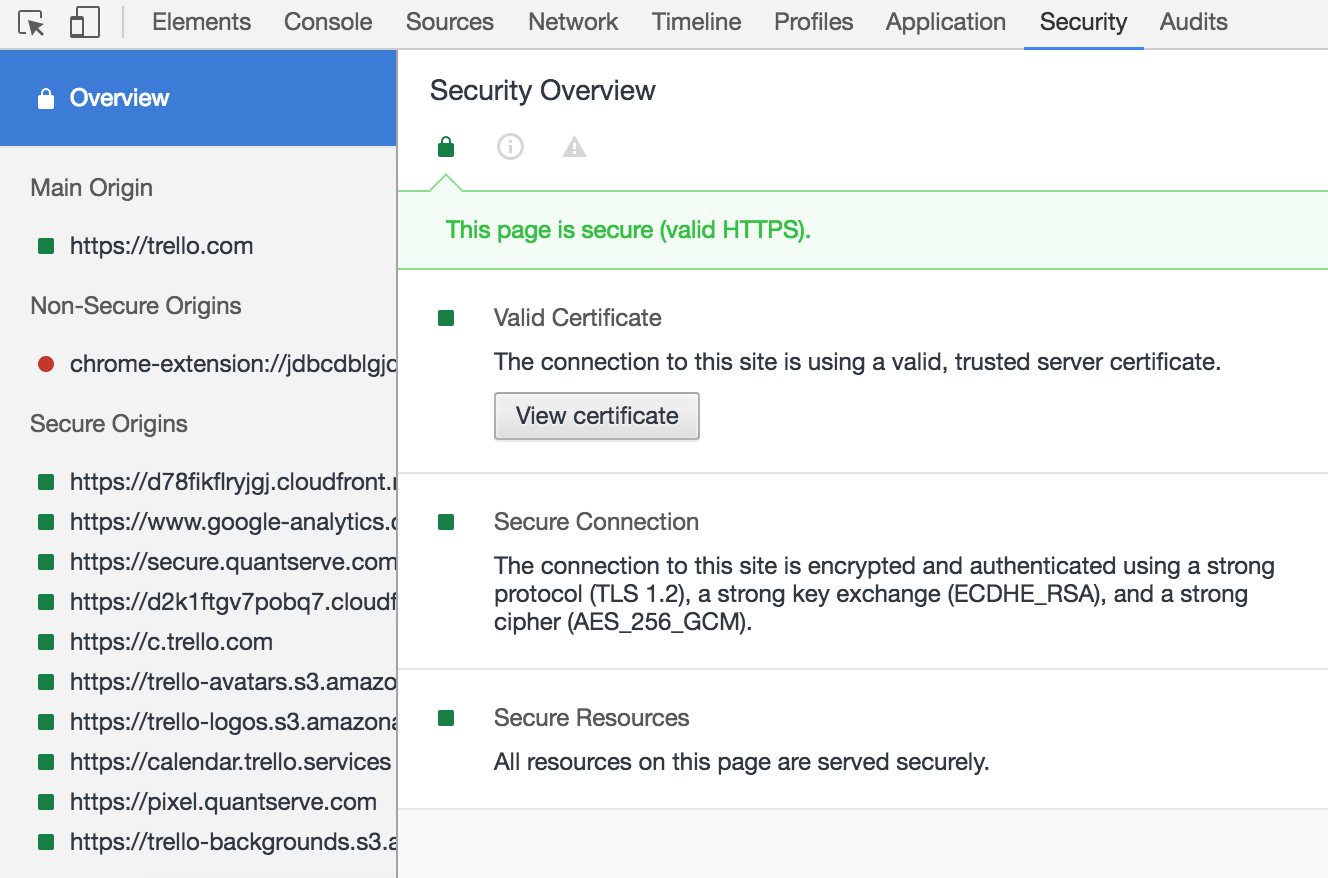 Elements Console Sources Network Timeline Profiles Application Security Audits
Overview
Main Origin
https://trello.com
Non-Secure Origins
chrome-extension://jdbcdblgjc
Secure Origins
https://d78fikflryjgj.cloudfront.
https://www.google-analytics.c
https://secure.quantserve.com
https://d2k1ftgv7pobq7.cloudf
https://c.trello.com
https://trello-avatars.s3.amazo
https://trello-logos.s3.amazona
https://calendar.trello.services
https://pixel.quantserve.com
https://trello-backgrounds.s3.a
Security Overview
This page is secure (valid HTTPS).
Valid Certificate
The connection to this site is using a valid, trusted server certificate.
View certificate
Secure Connection
The connection to this site is encrypted and authenticated using a strong
protocol (TLS 1.2), a strong key exchange (ECDHE_RSA), and a strong
cipher (AES_256_GCM).
Secure Resources
All resources on this page are served securely.